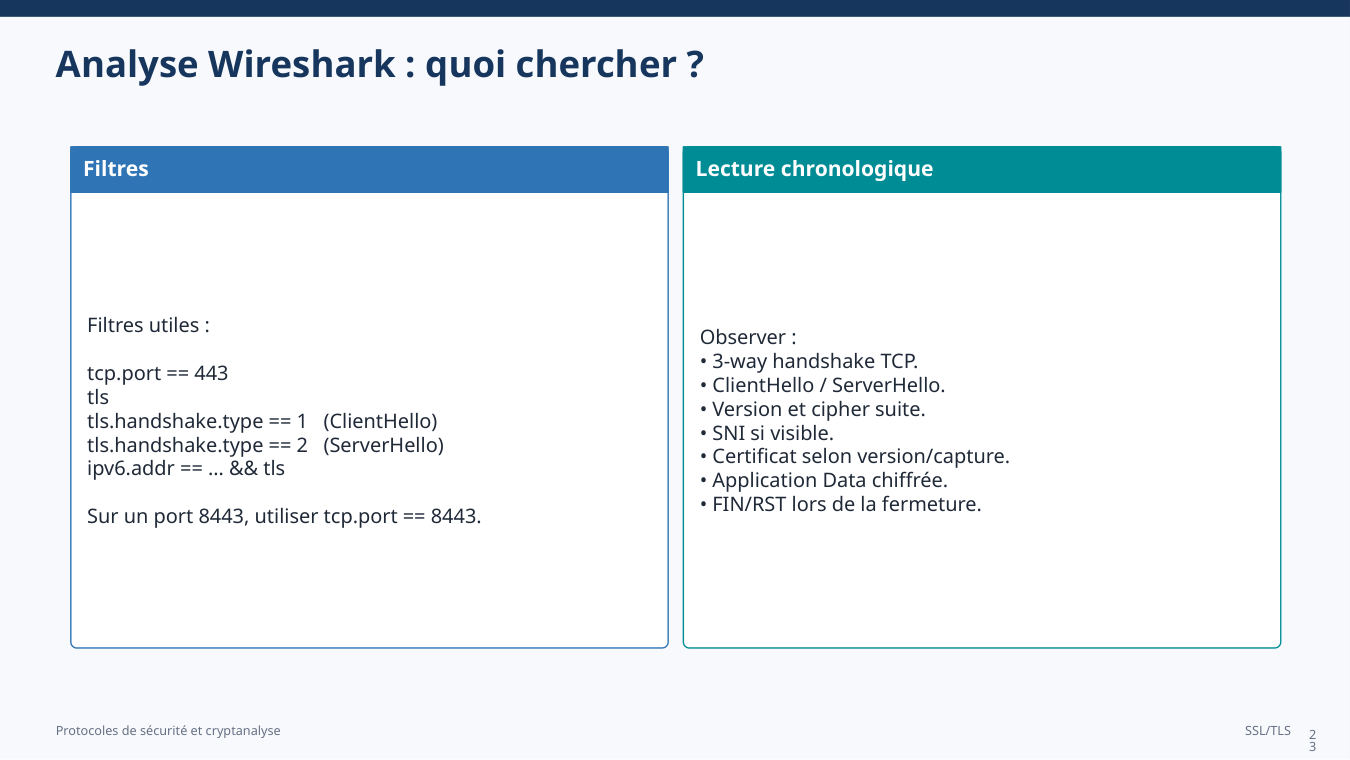 Analyse Wireshark : quoi chercher ?
Filtres
Filtres utiles :
tcp.port == 443
tls
tls.handshake.type == 1   (ClientHello)
tls.handshake.type == 2   (ServerHello)
ipv6.addr == ... && tls
Sur un port 8443, utiliser tcp.port == 8443.
Lecture chronologique
Observer :
• 3-way handshake TCP.
• ClientHello / ServerHello.
• Version et cipher suite.
• SNI si visible.
• Certificat selon version/capture.
• Application Data chiffrée.
• FIN/RST lors de la fermeture.
Protocoles de sécurité et cryptanalyse
SSL/TLS
2
3